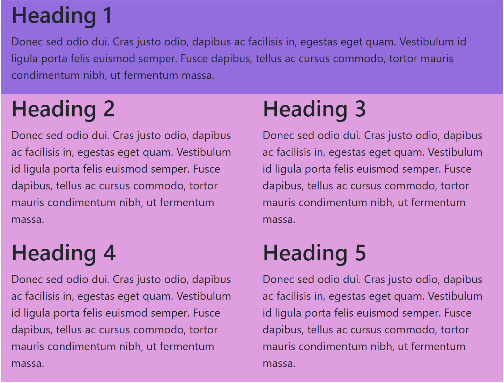 Heading 1
Donec sed odio dui. Cras justo odio, dapibus ac facilisis in, egestas eget quam. Vestibulum id
ligula porta felis euismod semper. Fusce dapibus, tellus ac cursus commodo, tortor mauris
condimentum nibh, ut fermentum massa.
Heading 2
Donec sed odio dui. Cras justo odio, dapibus
ac facilisis in, egestas eget quam. Vestibulum
id ligula porta felis euismod semper. Fusce
dapibus, tellus ac cursus commodo, tortor
mauris condimentum nibh, ut fermentum
massa.
Heading 3
Donec sed odio dui. Cras justo odio, dapibus
ac facilisis in, egestas eget quam. Vestibulum
id ligula porta felis euismod semper. Fusce
dapibus, tellus ac cursus commodo, tortor
mauris condimentum nibh, ut fermentum
massa.
Heading 4
Donec sed odio dui. Cras justo odio, dapibus
ac facilisis in, egestas eget quam. Vestibulum
id ligula porta felis euismod semper. Fusce
dapibus, tellus ac cursus commodo, tortor
mauris condimentum nibh, ut fermentum
massa.
Heading 5
Donec sed odio dui. Cras justo odio, dapibus
ac facilisis in, egestas eget quam. Vestibulum
id ligula porta felis euismod semper. Fusce
dapibus, tellus ac cursus commodo, tortor
mauris condimentum nibh, ut fermentum
massa.